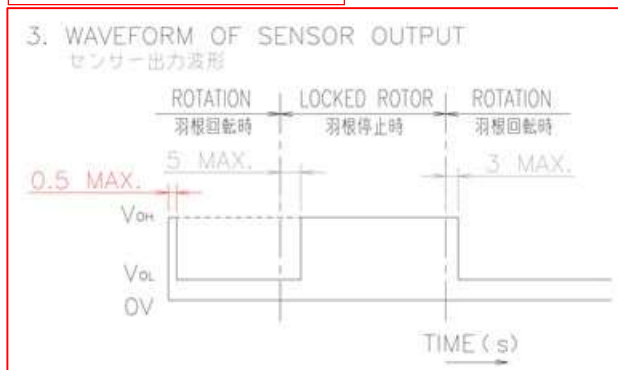 3. WAVEFORM OF SENSOR OUTPUT
センサー出力波形
ROTATION LOCKED ROTOR ROTATION
羽根回転時 羽根停止時 羽根回転時
5 MAX. 3 MAX.
0.5 MAX.
VOH
VOL
0V
TIME(s)